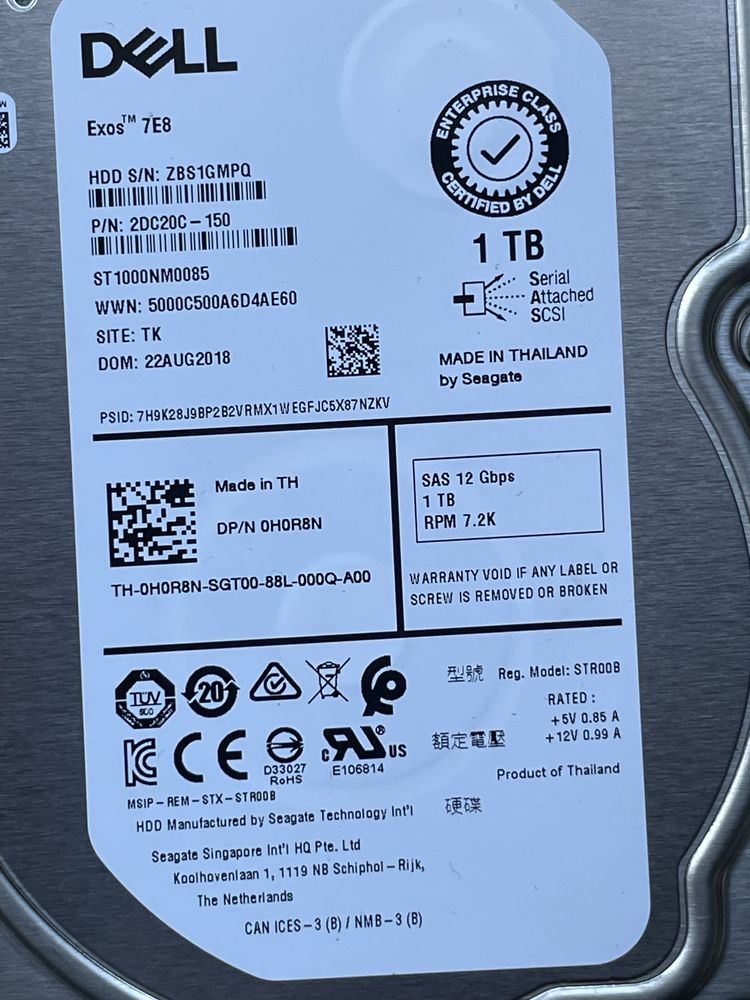 DELL
Exos™ 7E8
HDD S/N: ZBS1GMPQ
P/N: 2DC20C-150
ST1000NM0085
WWN: 5000C500A6D4AE60
SITE: TK
DOM: 22AUG2018
ENTERPRISE CLASS
CERTIFIED BY DELL
1 TB
Serial
Attached
SCSI
MADE IN THAILAND
by Seagate
PSID: 7H9K28J9BP2B2VRMX1WEGFJC5X87NZKV
Made in TH
DP/N 0H0R8N
TH-0H0R8N-SGT00-88L-000Q-A00
SAS 12 Gbps
1 TB
RPM 7.2K
WARRANTY VOID IF ANY LABEL OR
SCREW IS REMOVED OR BROKEN
TUV
SUD
20
CE
D33027
RoHS
c RU ® US
E106814
MSIP-REM-STX-STR00B
型號 Reg. Model: STR00B
RATED:
+5V 0.85 A
額定電壓 +12V 0.99 A
Product of Thailand
硬碟
HDD Manufactured by Seagate Technology Int'l
Seagate Singapore Int'l HQ Pte. Ltd
Koolhovenlaan 1, 1119 NB Schiphol-Rijk,
The Netherlands
CAN ICES-3 (B) / NMB-3 (B)